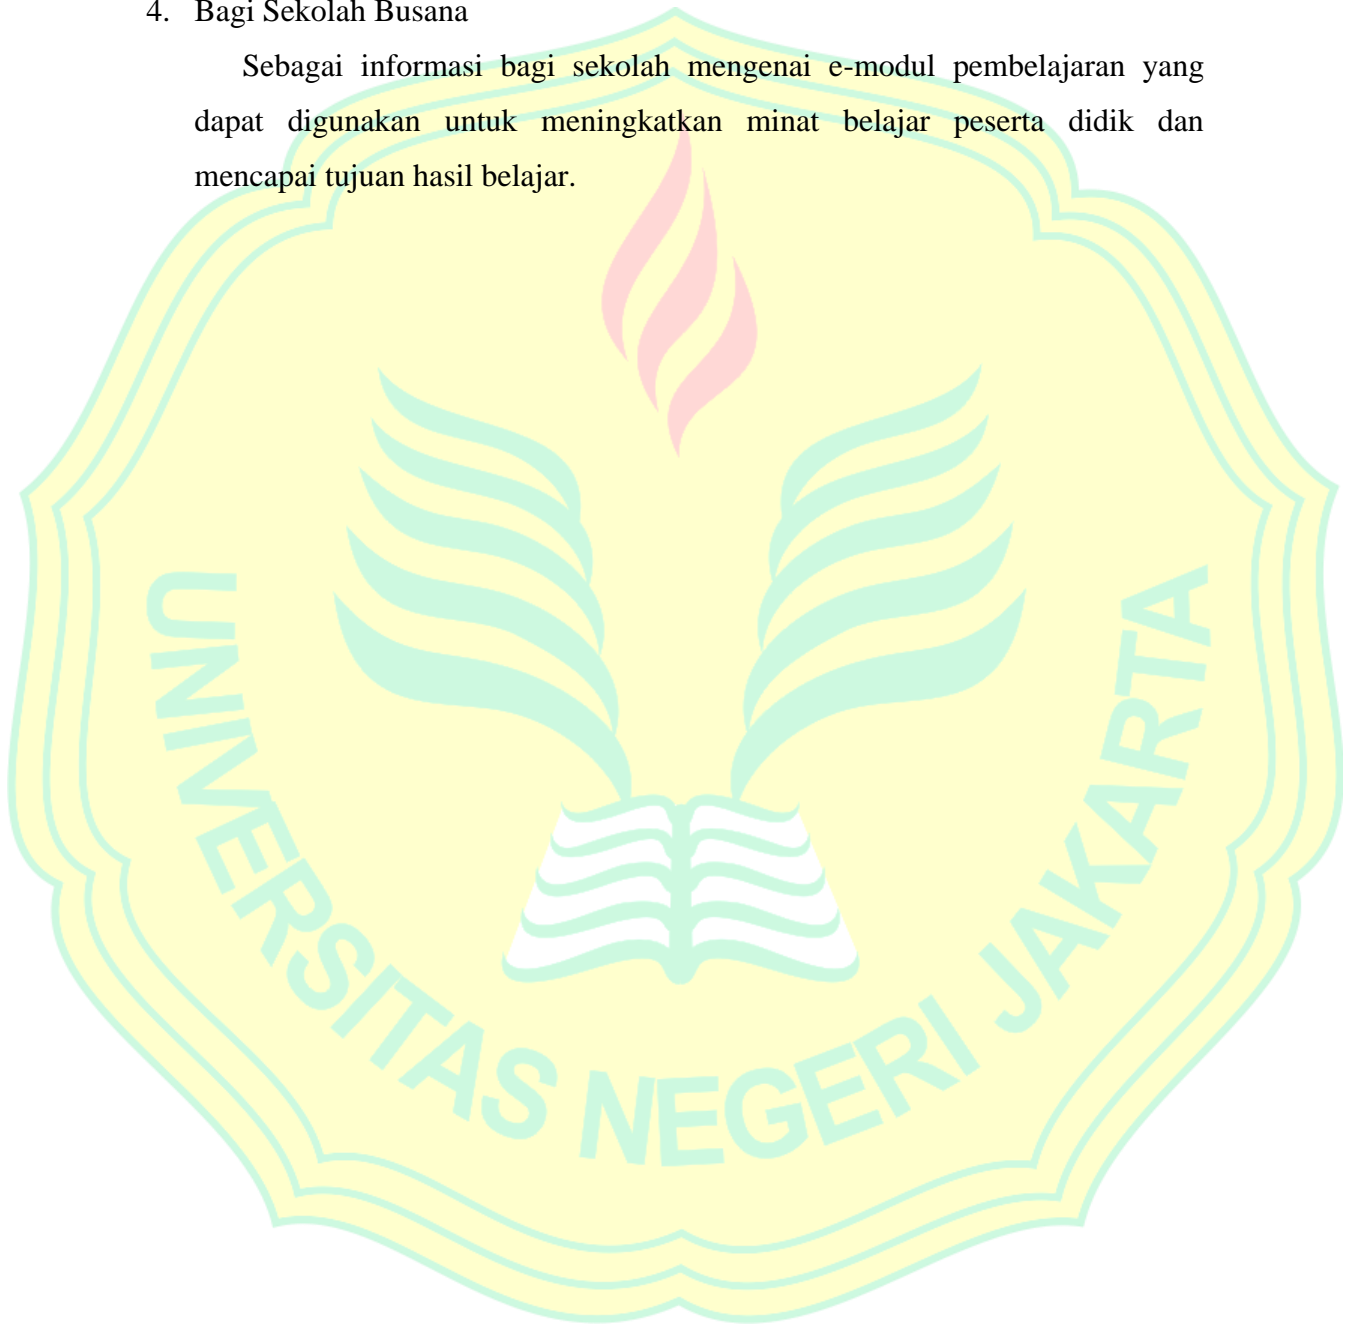 4. Bagi Sekolah Busana
Sebagai informasi bagi sekolah mengenai e-modul pembelajaran yang
dapat digunakan untuk meningkatkan minat belajar peserta didik dan
mencapai tujuan hasil belajar.
UNIVERSITAS NEGERI JAKARTA